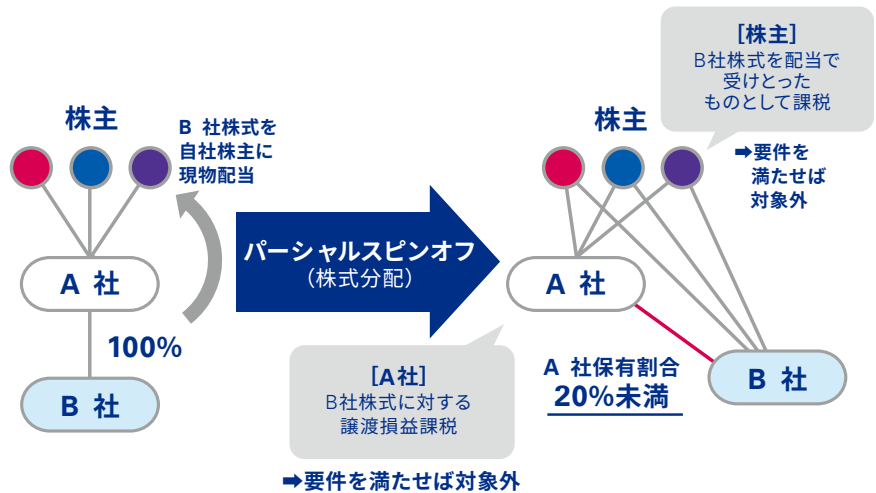 株主
B 社株式を
自社株主に
現物配当
A 社
100%
B 社
パーシャルスピンオフ
（株式分配）
[株主]
B社株式を配当で
受けとった
ものとして課税
➡要件を
満たせば
対象外
株主
A 社
B 社
A 社保有割合
20%未満
[A社]
B社株式に対する
譲渡損益課税
➡要件を満たせば対象外